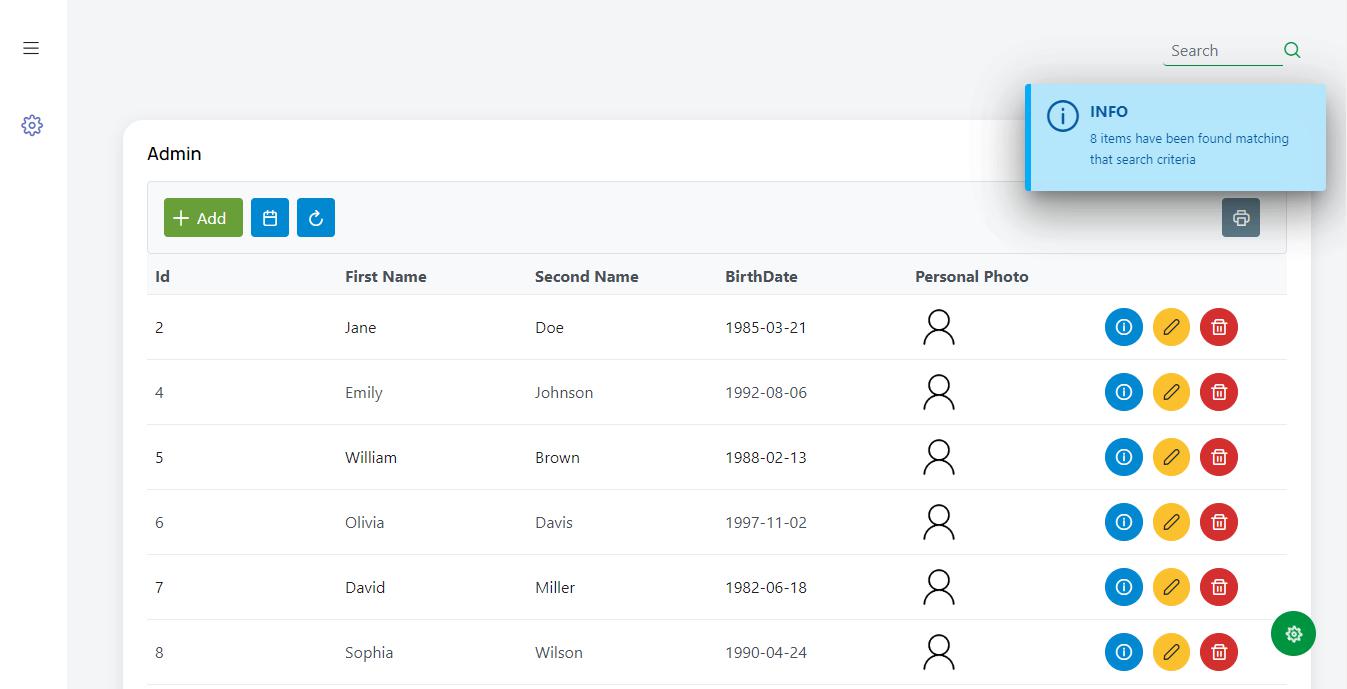 Search
INFO
8 items have been found matching
that search criteria
Admin
Add
Id First Name Second Name BirthDate Personal Photo
2 Jane Doe 1985-03-21
4 Emily Johnson 1992-08-06
5 William Brown 1988-02-13
6 Olivia Davis 1997-11-02
7 David Miller 1982-06-18
8 Sophia Wilson 1990-04-24